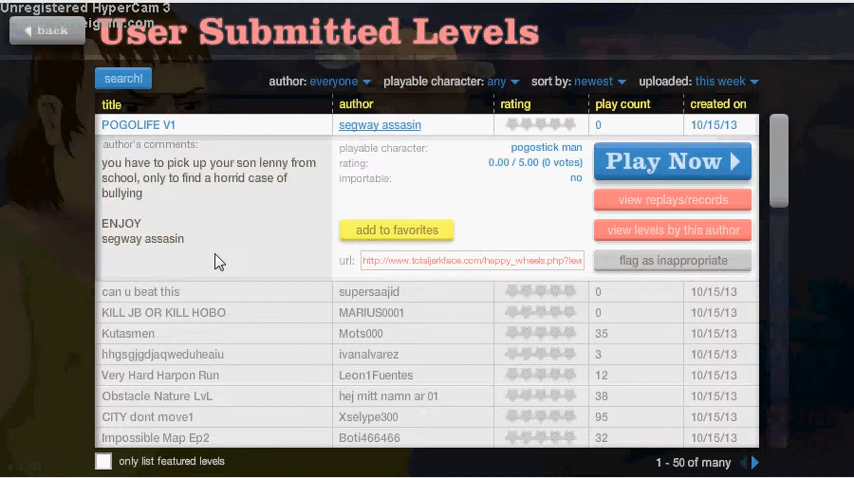 Unregistered HyperCam 3
back
User Submitted Levels
search!
author: everyone playable character: any sort by: newest uploaded: this week
title author rating play count created on
POGOLIFE V1 segway assasin 0 10/15/13
author's comments:
you have to pick up your son lenny from
school, only to find a horrid case of
bullying
ENJOY
segway assasin
playable character: pogostick man
rating: 0.00 / 5.00 (0 votes)
importable: no
add to favorites
url: http://www.totaljerkface.com/happy_wheels.php?lev
Play Now
view replays/records
view levels by this author
flag as inappropriate
can u beat this supersaajid 0 10/15/13
KILL JB OR KILL HOBO MARIUS0001 0 10/15/13
Kutasmen Mots000 35 10/15/13
hhgsgjgdjaqweduheaiu ivanalvarez 3 10/15/13
Very Hard Harpon Run Leon1Fuentes 12 10/15/13
Obstacle Nature LvL hej mitt namn ar 01 38 10/15/13
CITY dont move1 Xselype300 95 10/15/13
Impossible Map Ep2 Boti466466 32 10/15/13
only list featured levels
1 - 50 of many